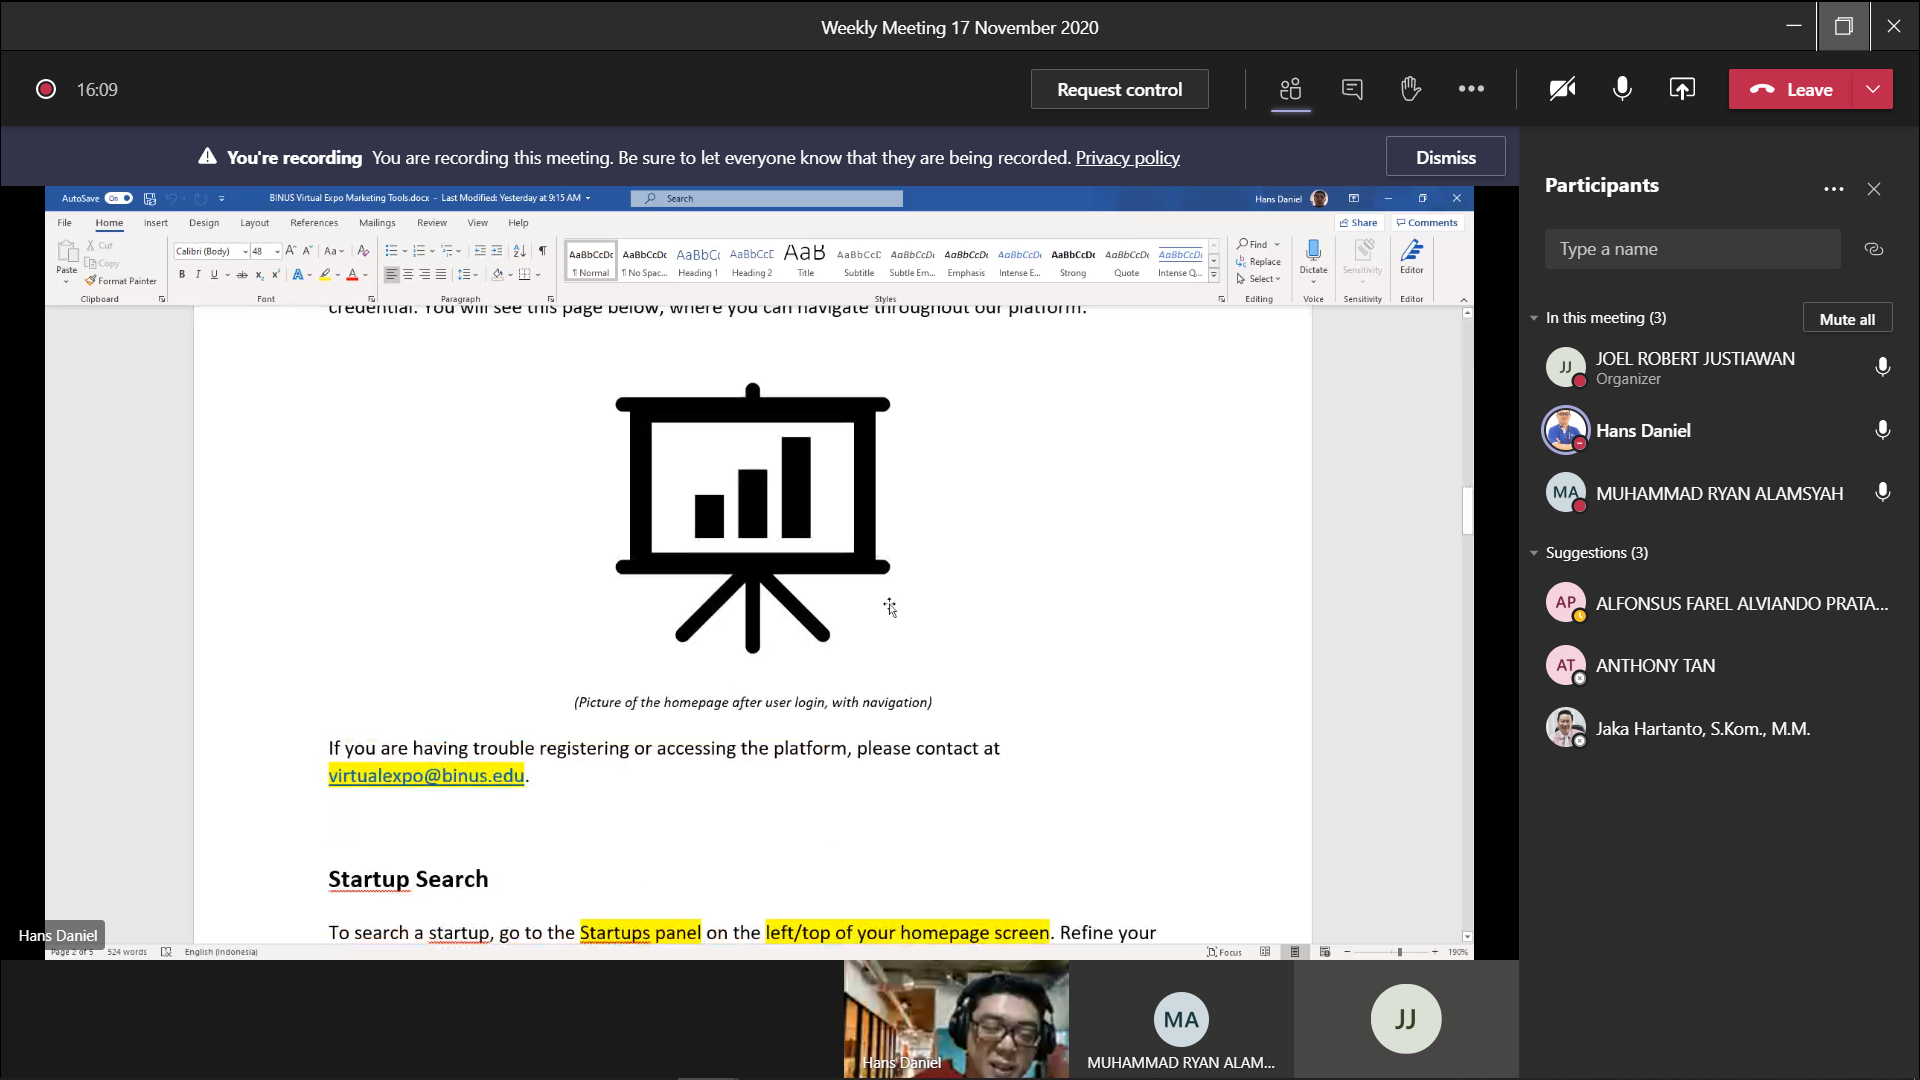 Weekly Meeting 17 November 2020
16:09
Request control
Leave
You're recording You are recording this meeting. Be sure to let everyone know that they are being recorded. Privacy policy
Dismiss
AutoSave On
BINUS Virtual Expo Marketing Tools.docx - Last Modified: Yesterday at 9:15 AM
Search
Hans Daniel
File Home Insert Design Layout References Mailings Review View Help
Share Comments
Paste
Cut
Copy
Format Painter
Clipboard
Calibri (Body) 48
Font
Paragraph
AaBbCcDc AaBbCcDc AaBbCc AaBbCcD AaB AaBbCcD AaBbCcDc AaBbCcDc AaBbCcDc AaBbCcDc AaBbCcDc AaBbCcDc
¶ Normal ¶ No Spac... Heading 1 Heading 2 Title Subtitle Subtle Em... Emphasis Intense E... Strong Quote Intense Q...
Styles
Find
Replace
Select
Editing
Dictate
Voice
Sensitivity
Sensitivity
Editor
Editor
credential. You will see this page below, where you can navigate throughout our platform.
(Picture of the homepage after user login, with navigation)
If you are having trouble registering or accessing the platform, please contact at
virtualexpo@binus.edu.
Startup Search
To search a startup, go to the Startups panel on the left/top of your homepage screen. Refine your
Hans Daniel
Page 2 of 5 524 words English (Indonesia)
Focus
190%
Hans Daniel
MA
MUHAMMAD RYAN ALAM...
JJ
Participants
Type a name
In this meeting (3)
Mute all
JJ
JOEL ROBERT JUSTIAWAN
Organizer
Hans Daniel
MA
MUHAMMAD RYAN ALAMSYAH
Suggestions (3)
AP
ALFONSUS FAREL ALVIANDO PRATA...
AT
ANTHONY TAN
Jaka Hartanto, S.Kom., M.M.